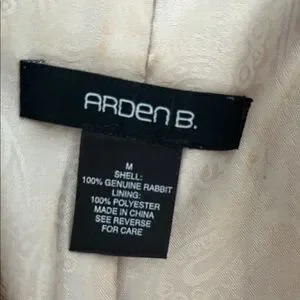 ARDen B.
M
SHELL:
100% GENUINE RABBIT
LINING:
100% POLYESTER
MADE IN CHINA
SEE REVERSE
FOR CARE